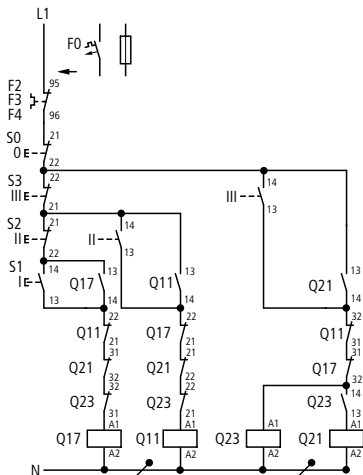 L1
F0
F2 95
F3
F4 96
S0 21
0 E 22
S3 22 14
III E 21 III 13
S2 21 14
II E 22 II 13
S1 14 13 13 13
I E 13 Q17 14 Q11 14 Q21 14
22 22 32
Q11 21 Q17 21 Q11 31
31 22 31
Q21 32 Q21 21 Q17 32
32 22 14
Q23 31 Q23 21 Q23 13
A1 A1 A1 A1
Q17 A2 Q11 A2 Q23 A2 Q21 A2
N